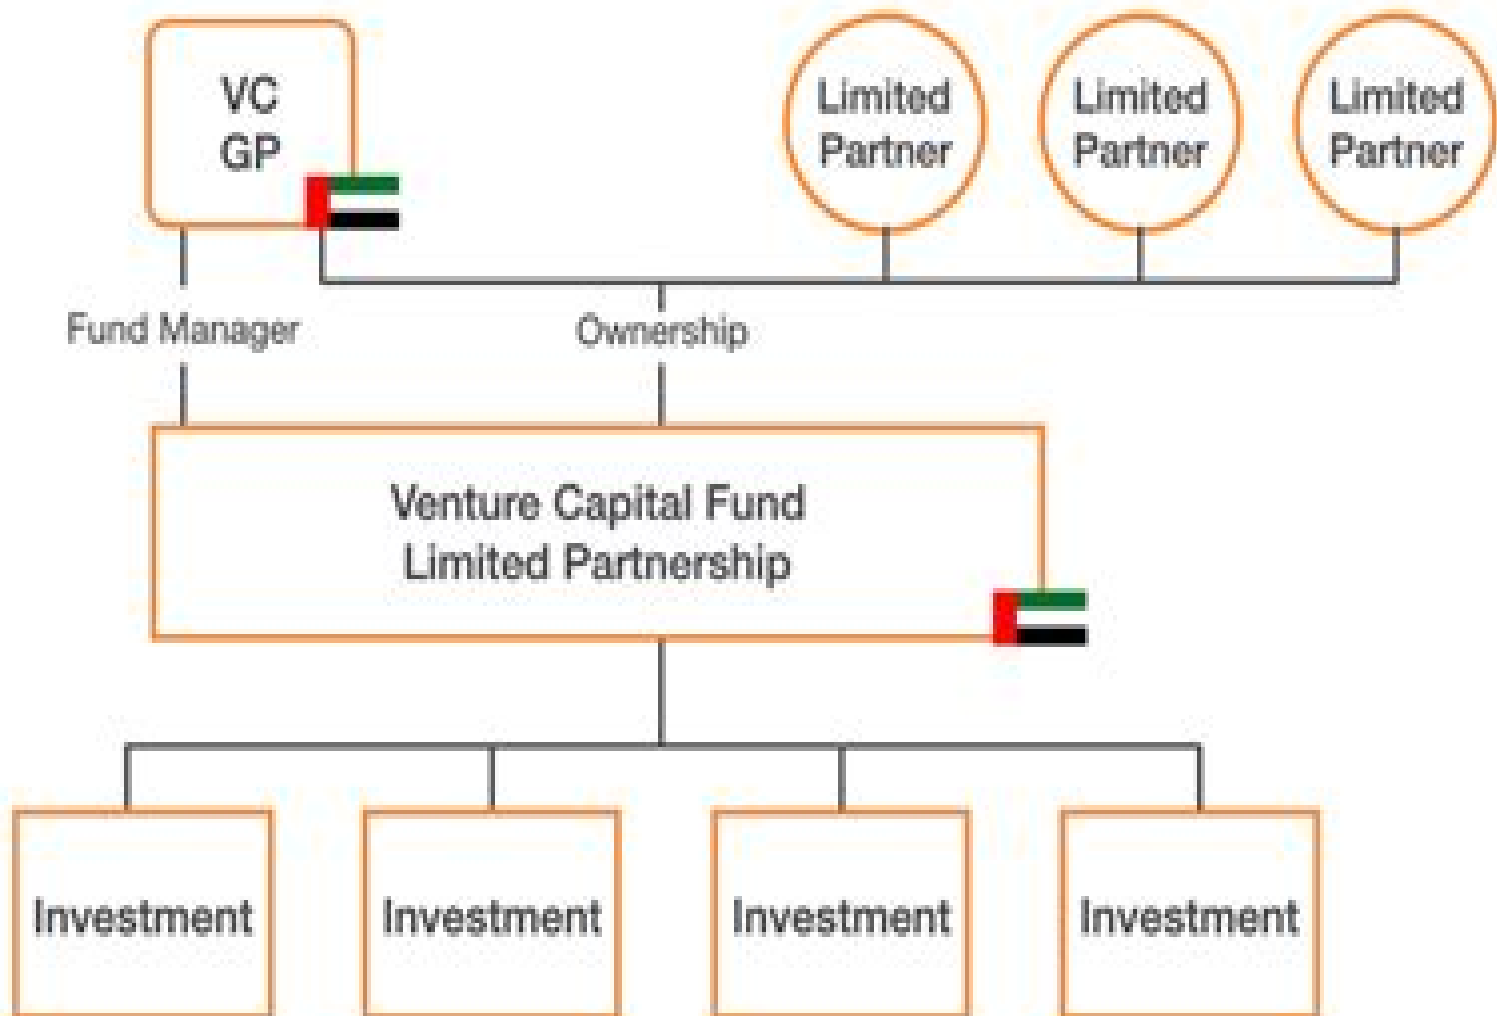 VC
GP
Limited
Partner
Limited
Partner
Limited
Partner
Fund Manager
Ownership
Venture Capital Fund
Limited Partnership
Investment
Investment
Investment
Investment